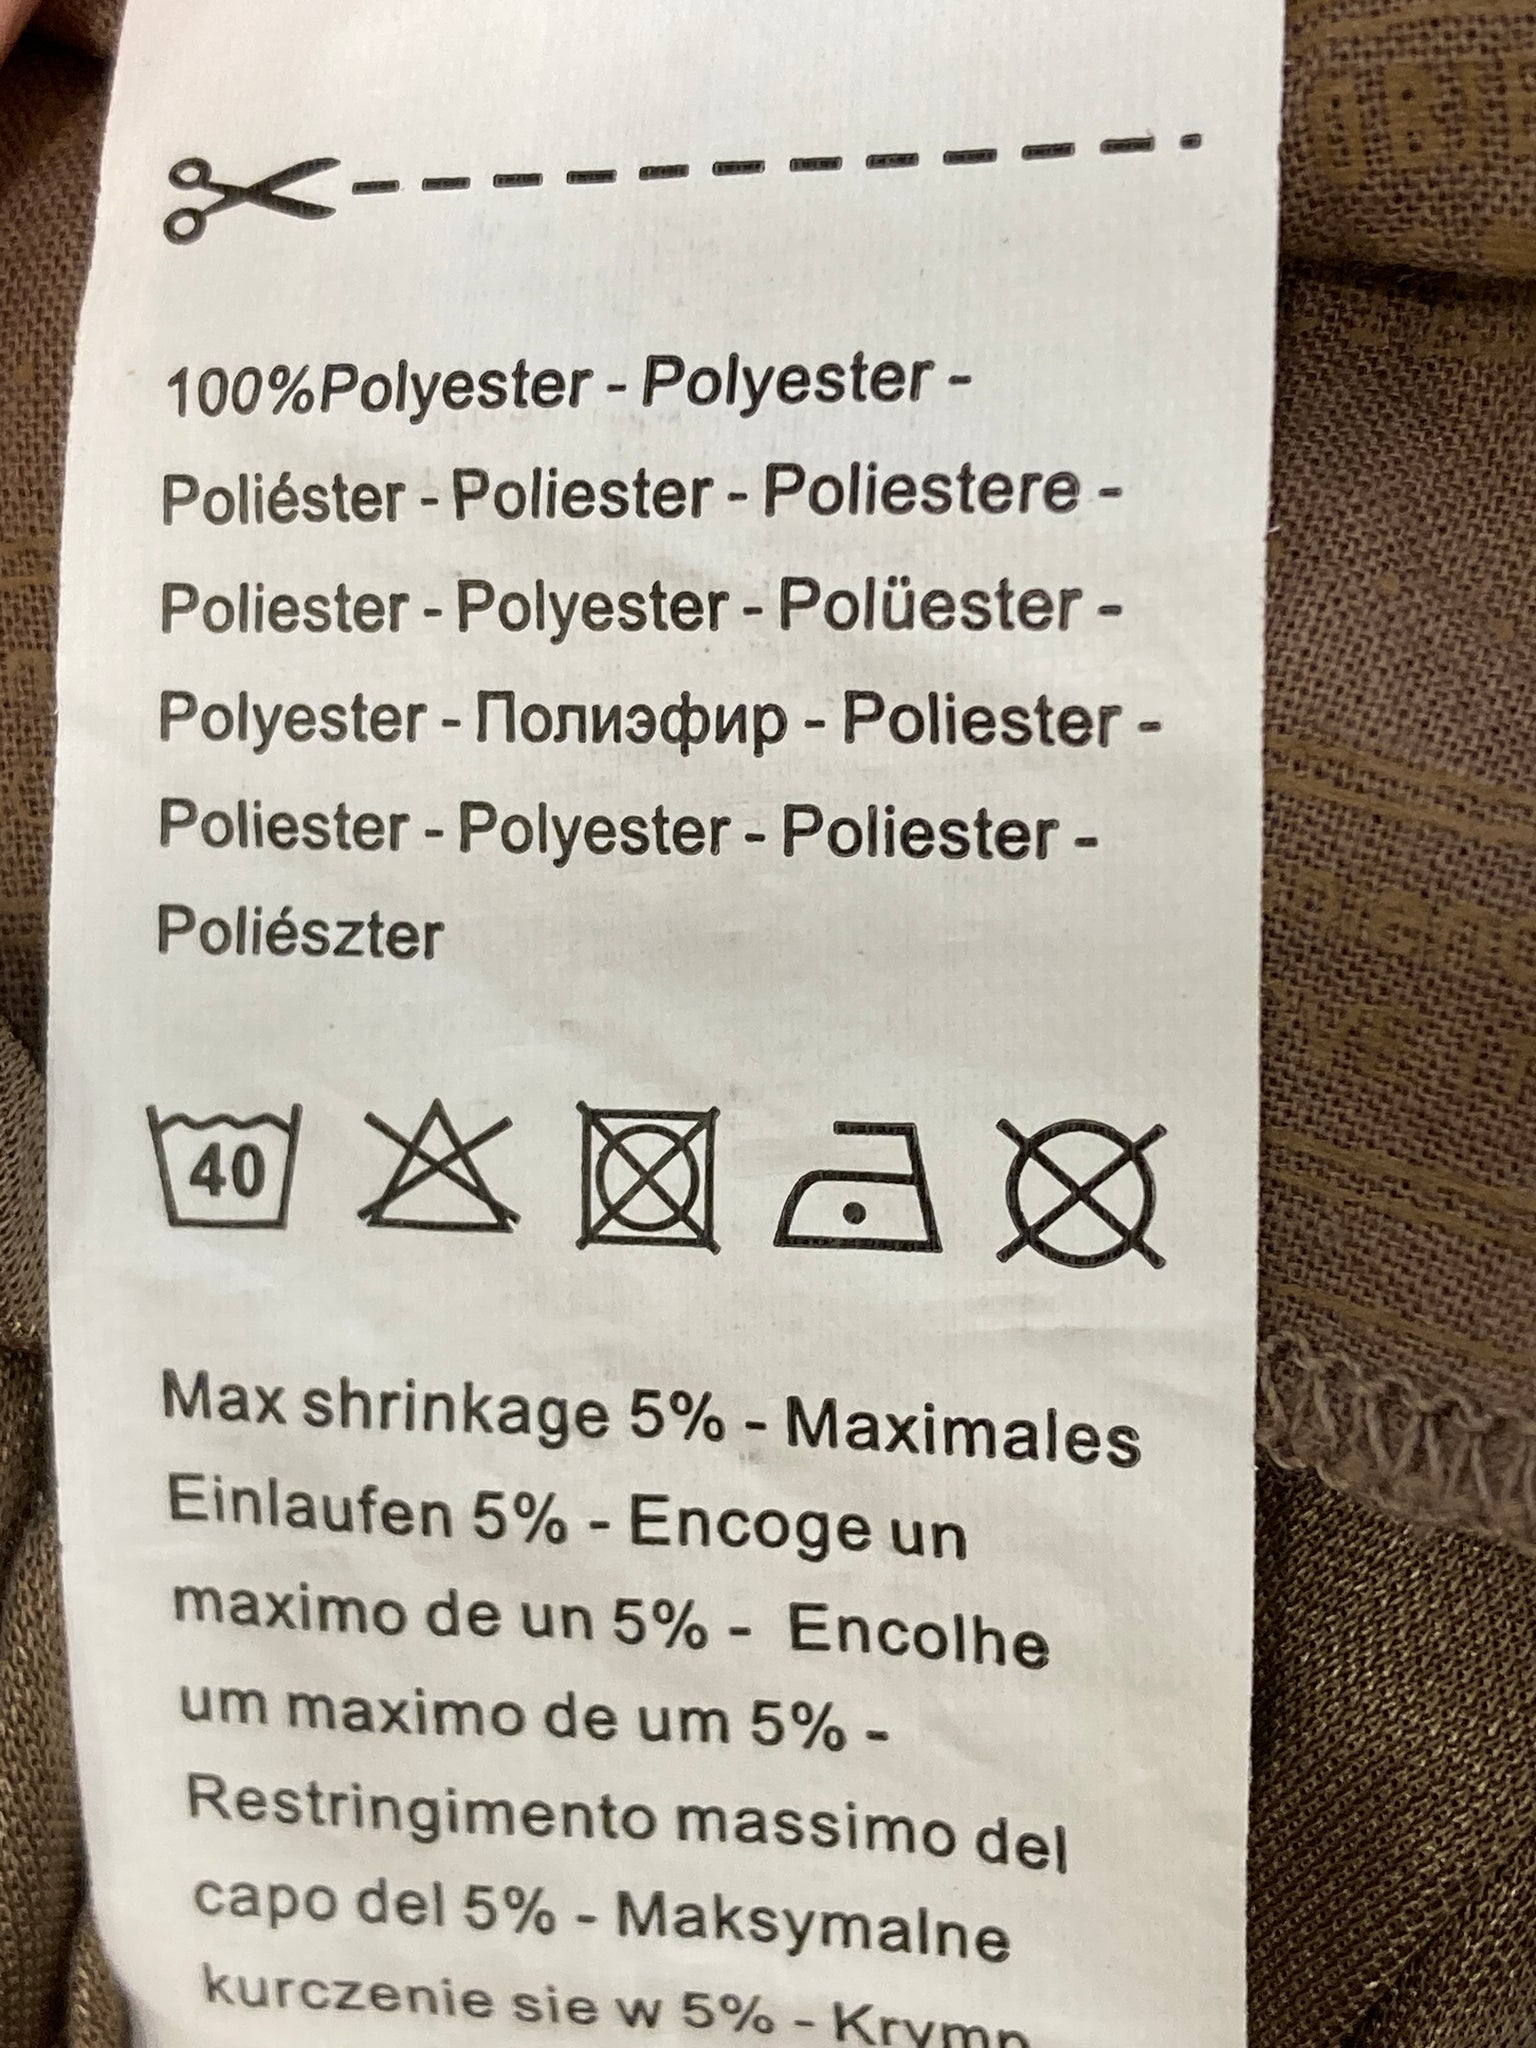 100%Polyester - Polyester -
Poliéster - Poliester - Poliestere -
Poliester - Polyester - Polüester -
Polyester - Полиэфир - Poliester -
Poliester - Polyester - Poliester -
Poliészter
40
Max shrinkage 5% - Maximales
Einlaufen 5% - Encoge un
maximo de un 5% - Encolhe
um maximo de um 5% -
Restringimento massimo del
capo del 5% - Maksymalne
kurczenie sie w 5% - Krymp